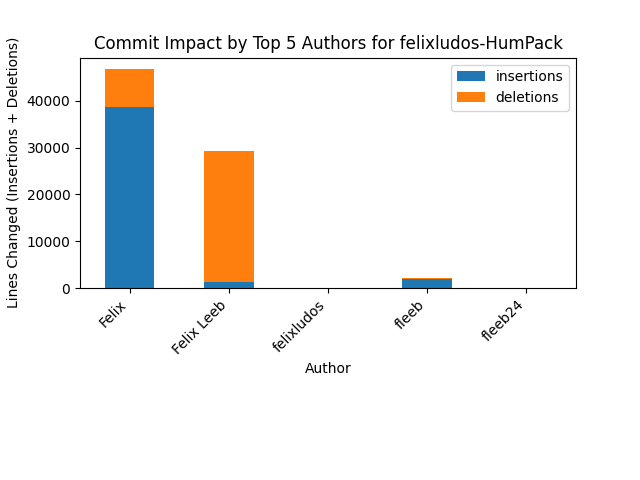 Commit Impact by Top 5 Authors for felixludos-HumPack
Lines Changed (Insertions + Deletions)
insertions
deletions
40000
30000
20000
10000
0
Felix
Felix Leeb
felixludos
fleeb
fleeb24
Author